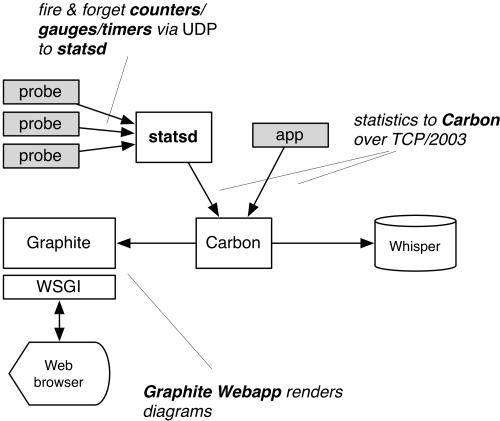 fire & forget counters/
gauges/timers via UDP
to statsd
probe
probe
probe
statsd
app
statistics to Carbon
over TCP/2003
Graphite
Carbon
Whisper
WSGI
Web
browser
Graphite Webapp renders
diagrams